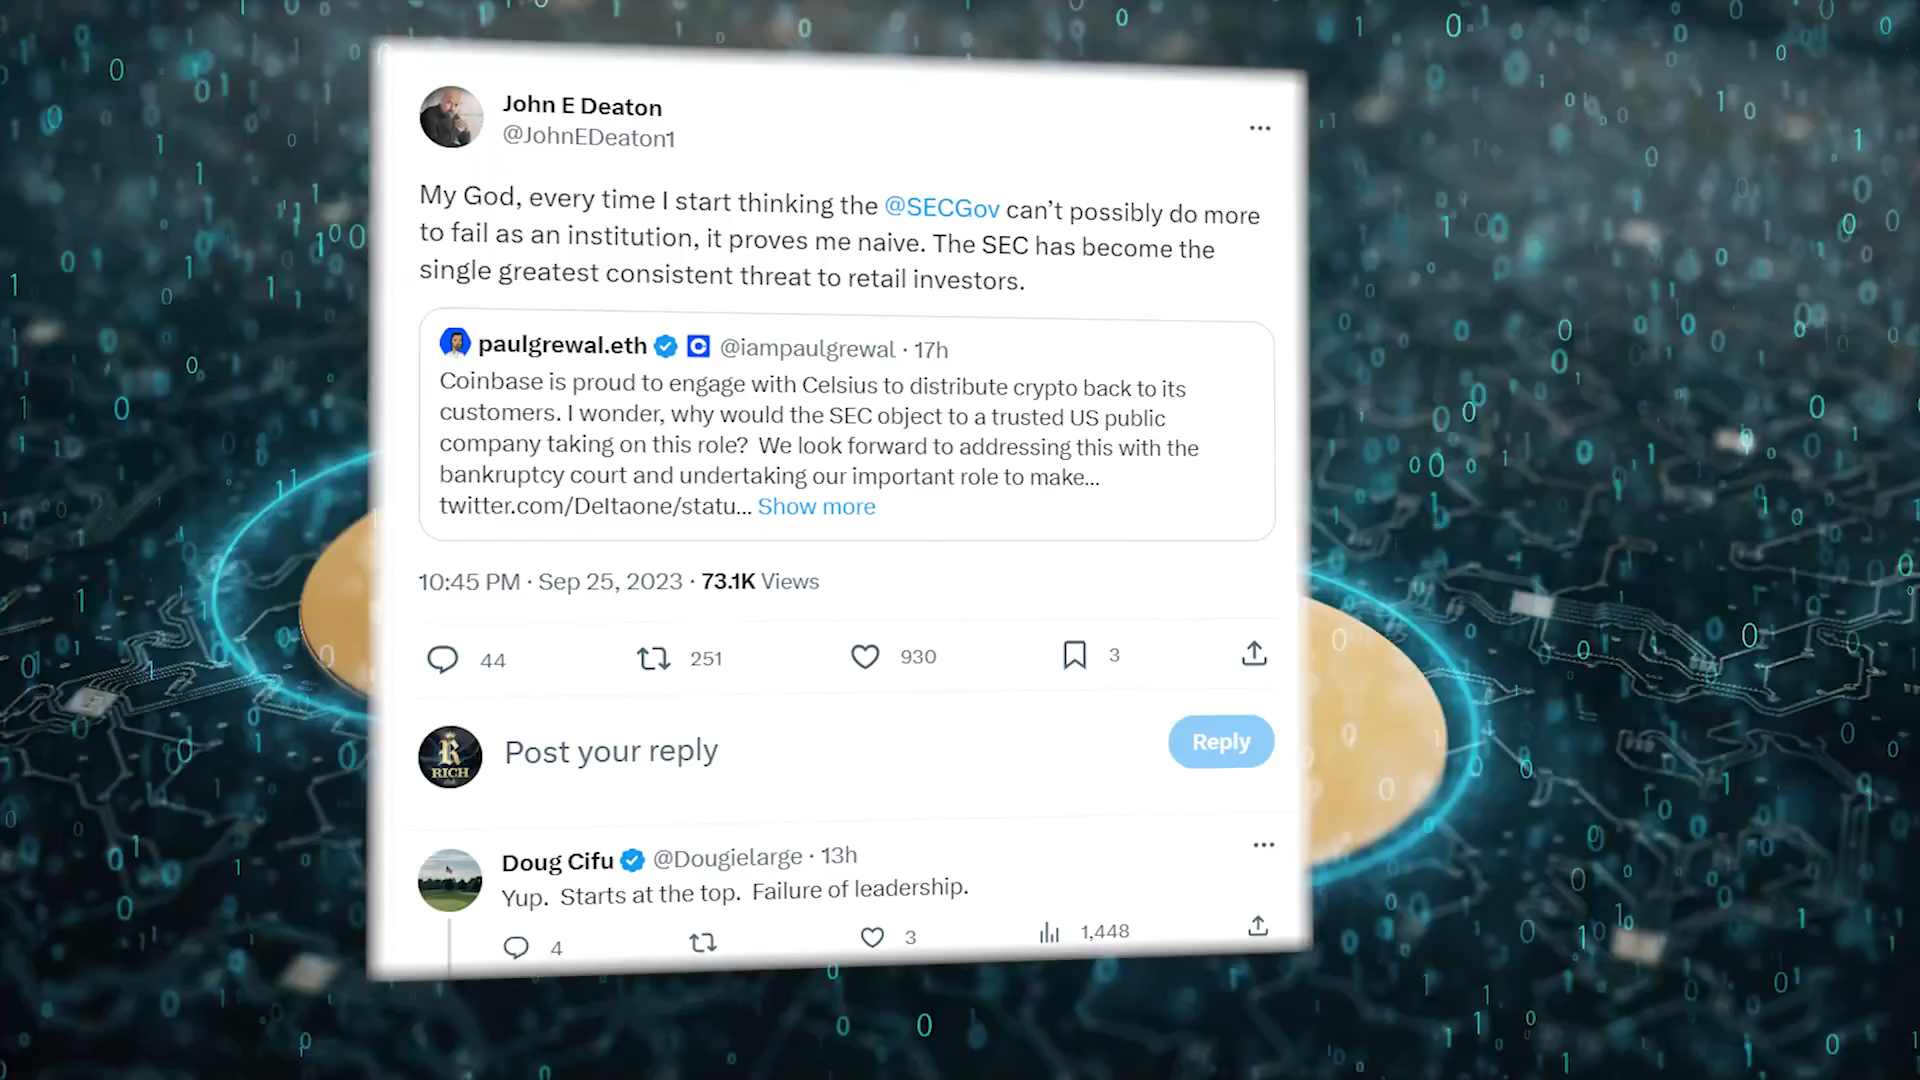 John E Deaton
@JohnEDeaton1
My God, every time I start thinking the @SECGov can’t possibly do more
to fail as an institution, it proves me naive. The SEC has become the
single greatest consistent threat to retail investors.
paulgrewal.eth @iampaulgrewal · 17h
Coinbase is proud to engage with Celsius to distribute crypto back to its
customers. I wonder, why would the SEC object to a trusted US public
company taking on this role?  We look forward to addressing this with the
bankruptcy court and undertaking our important role to make...
twitter.com/Deltaone/statu... Show more
10:45 PM · Sep 25, 2023 · 73.1K Views
44 251 930 3
R
RICH
Post your reply
Reply
Doug Cifu @Dougielarge · 13h
Yup.  Starts at the top.  Failure of leadership.
4 3 1,448